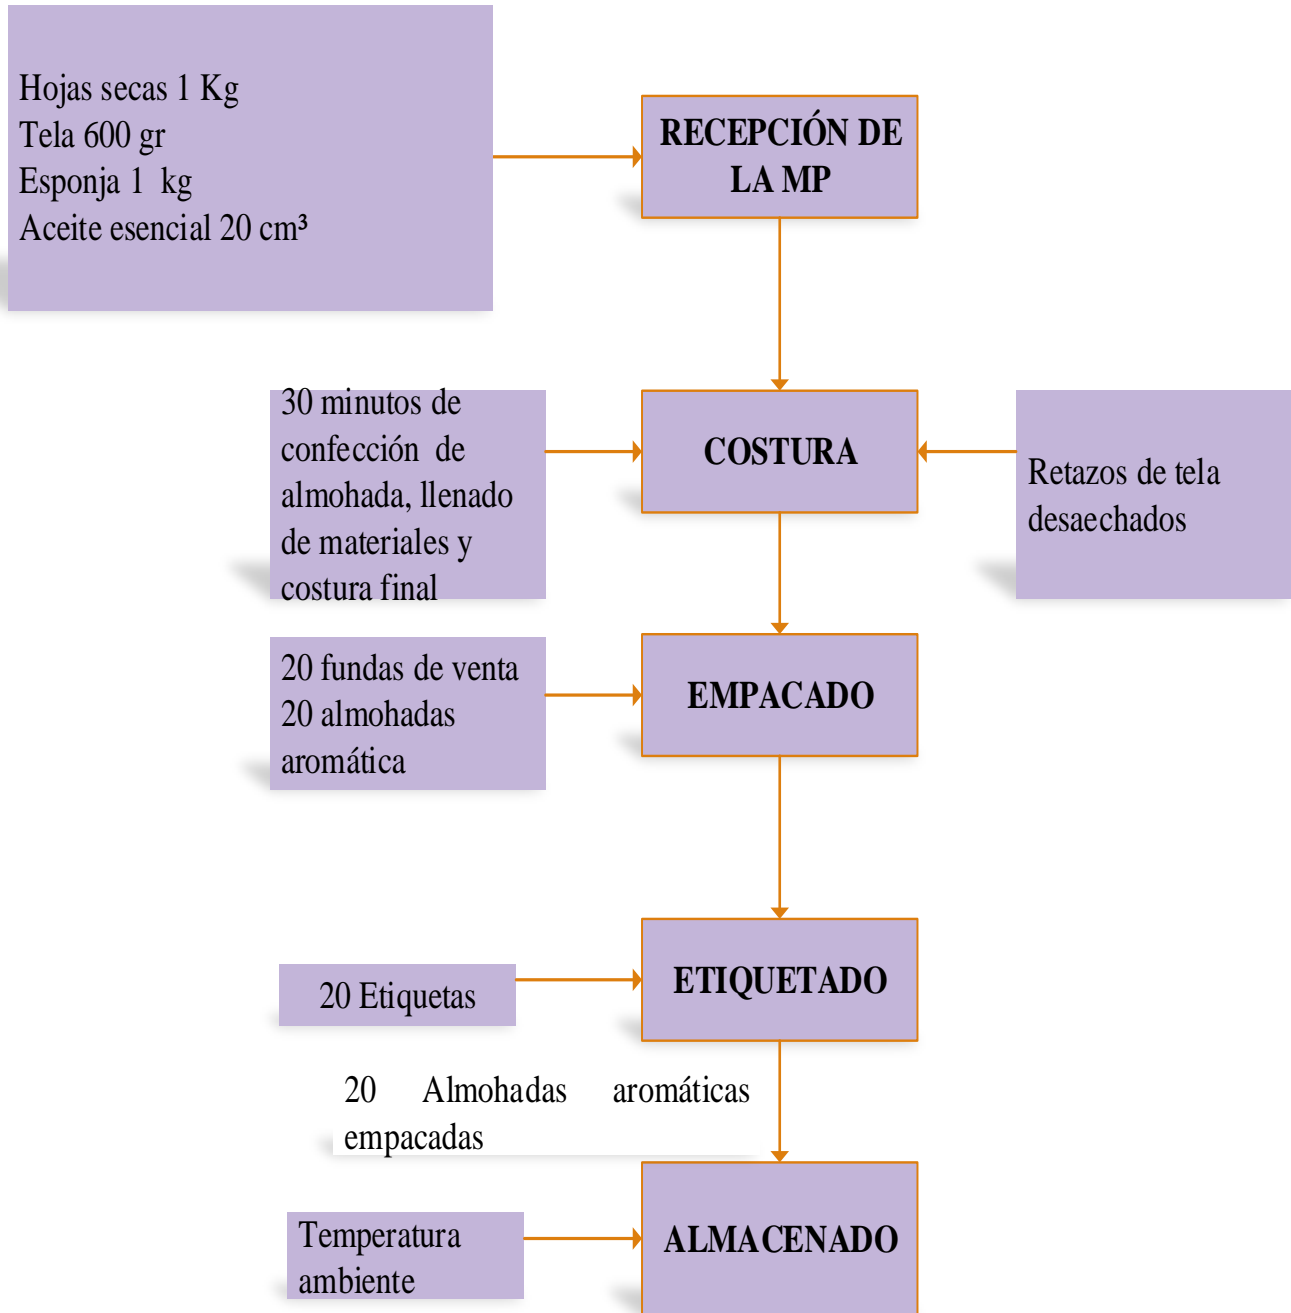 Hojas secas 1 Kg
Tela 600 gr
Esponja 1 kg
Aceite esencial 20 cm³
RECEPCIÓN DE
LA MP
30 minutos de
confección de
almohada, llenado
de materiales y
costura final
COSTURA
Retazos de tela
desaechados
20 fundas de venta
20 almohadas
aromática
EMPACADO
20 Etiquetas
ETIQUETADO
20 Almohadas aromáticas
empacadas
Temperatura
ambiente
ALMACENADO